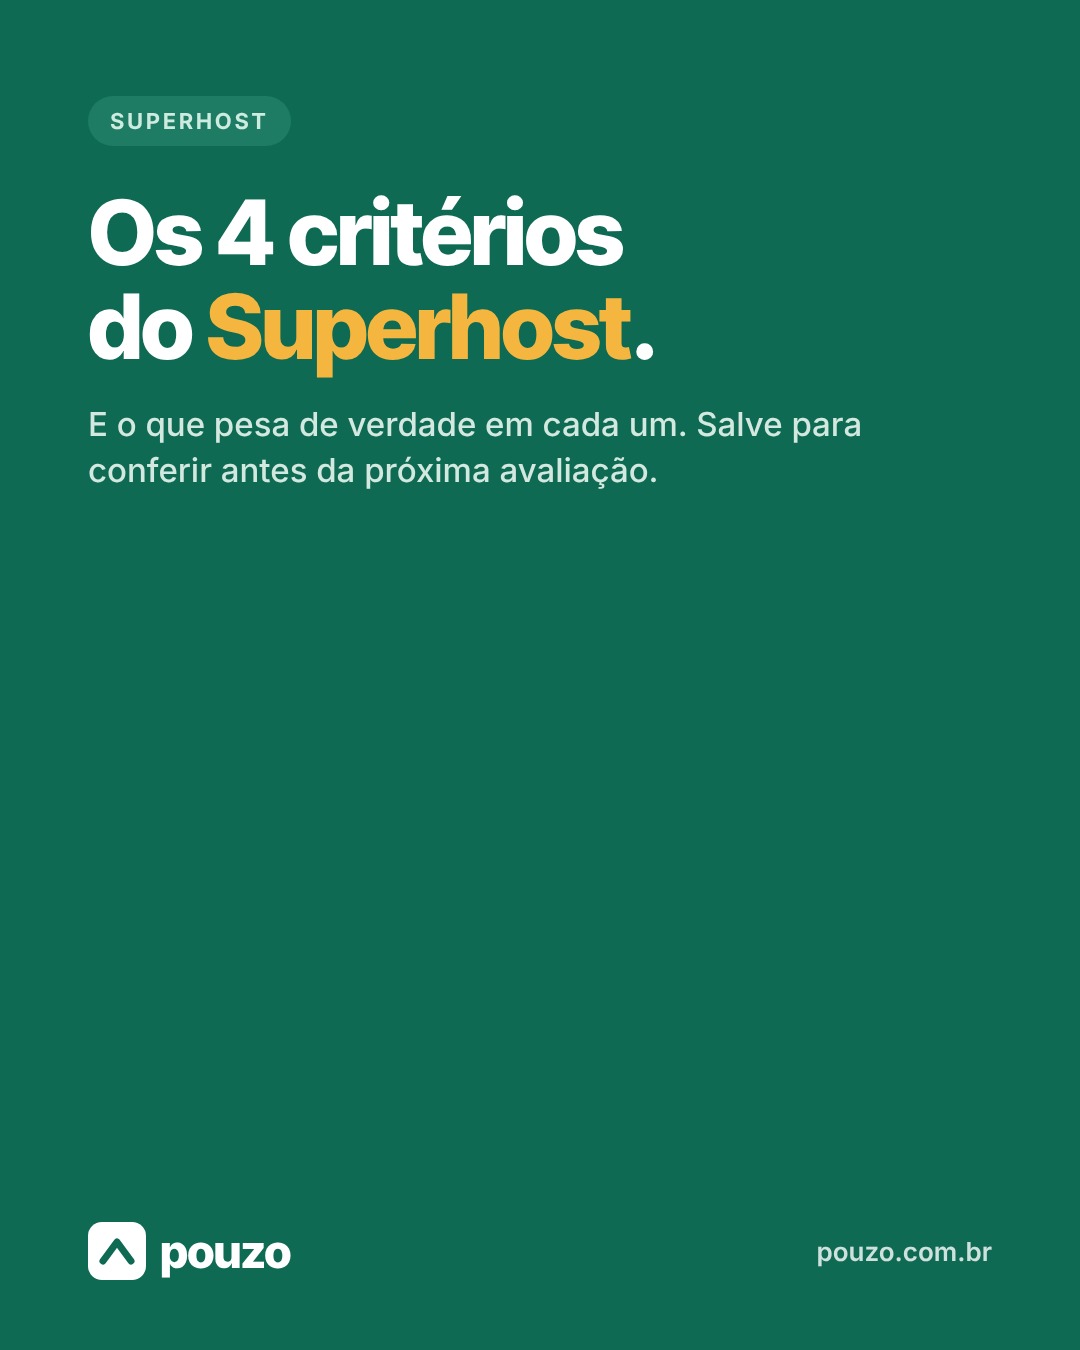 SUPERHOST
Os 4 critérios
do Superhost.
E o que pesa de verdade em cada um. Salve para
conferir antes da próxima avaliação.
pouzo
pouzo.com.br